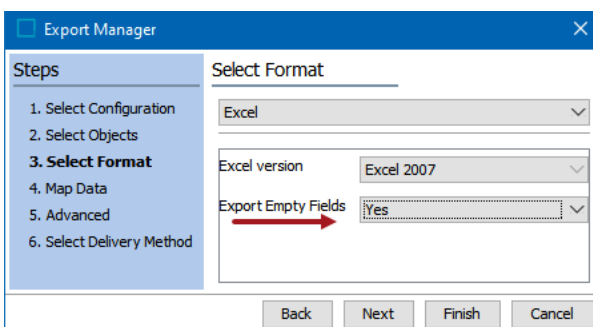 Export Manager
Steps
1. Select Configuration
2. Select Objects
3. Select Format
4. Map Data
5. Advanced
6. Select Delivery Method
Select Format
Excel
Excel version Excel 2007
Export Empty Fields Yes
Back Next Finish Cancel